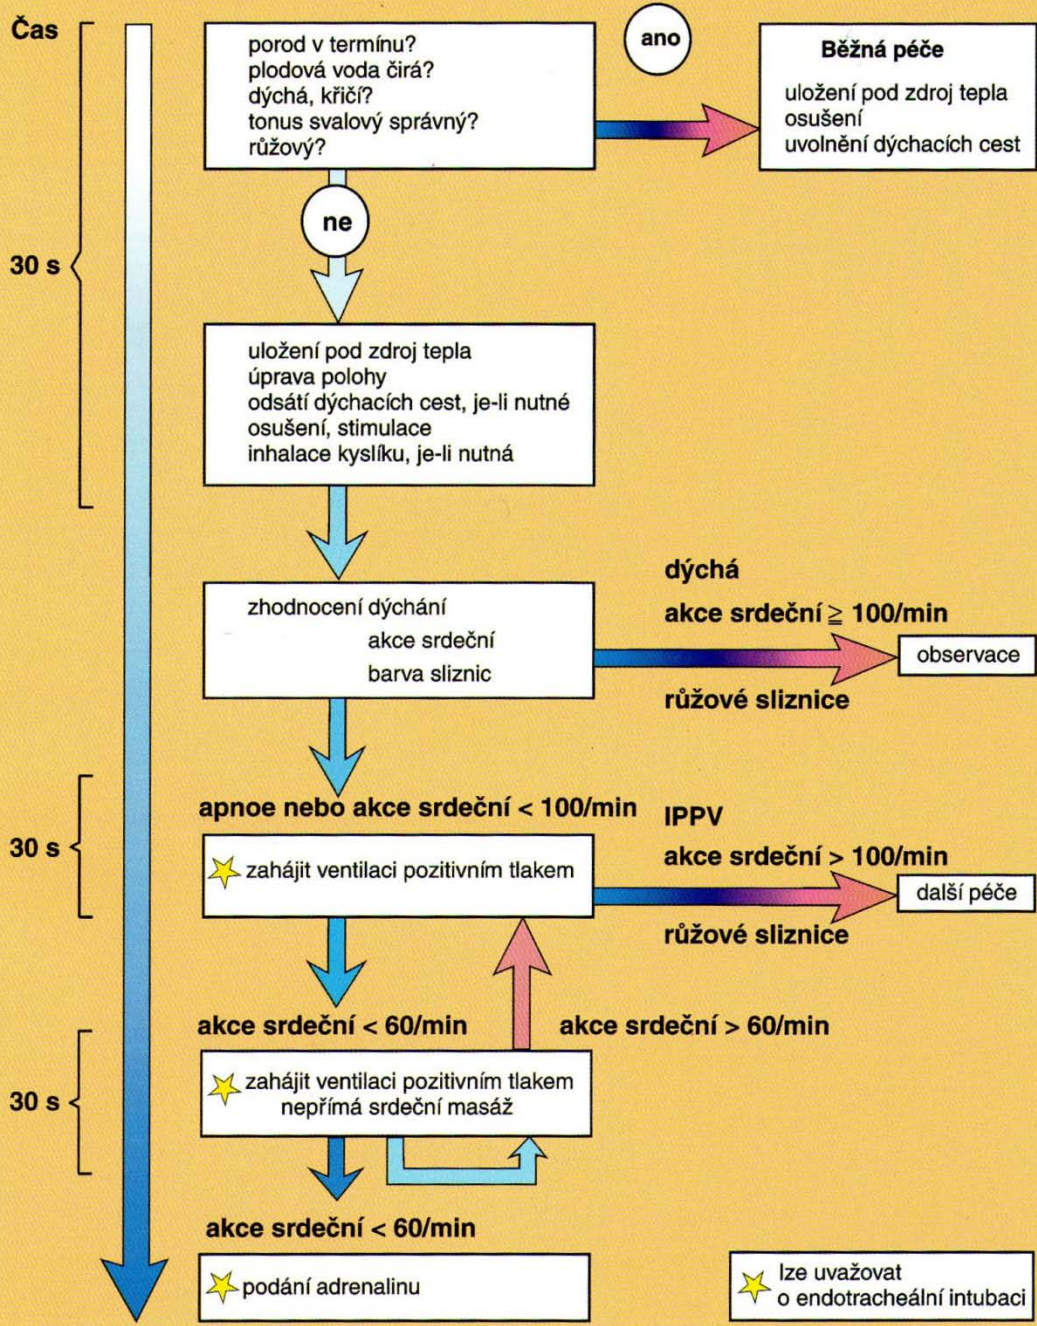 Čas
porod v termínu?
plodová voda čirá?
dýchá, křičí?
tonus svalový správný?
růžový?
ano
Běžná péče
uložení pod zdroj tepla
osušení
uvolnění dýchacích cest
ne
30 s
uložení pod zdroj tepla
úprava polohy
odsátí dýchacích cest, je-li nutné
osušení, stimulace
inhalace kyslíku, je-li nutná
zhodnocení dýchání
akce srdeční
barva sliznic
dýchá
akce srdeční ≧ 100/min
růžové sliznice
observace
apnoe nebo akce srdeční < 100/min
30 s
zahájit ventilaci pozitivním tlakem
IPPV
akce srdeční > 100/min
růžové sliznice
další péče
akce srdeční < 60/min
akce srdeční > 60/min
30 s
zahájit ventilaci pozitivním tlakem
nepřímá srdeční masáž
akce srdeční < 60/min
podání adrenalinu
lze uvažovat
o endotracheální intubaci